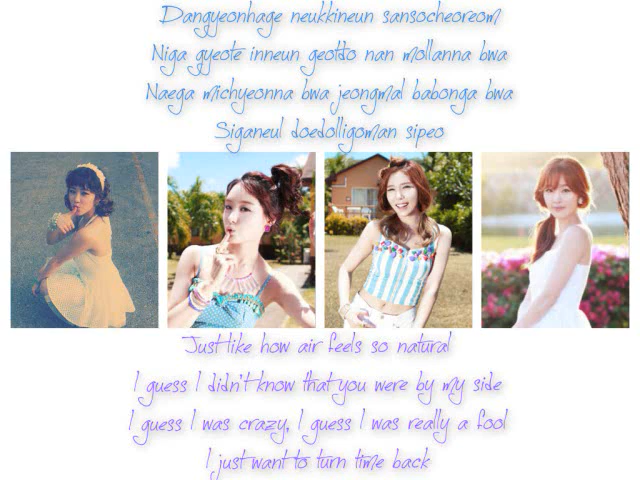 Dangyeonhage neukkineun sansocheoreom
Niga gyeote inneun geotdo nan mollanna bwa
Naega michyeonna bwa jeongmal babonga bwa
Siganeul doedolligoman sipeo
Just like how air feels so natural
I guess I didn't know that you were by my side
I guess I was crazy, I guess I was really a fool
I just want to turn time back